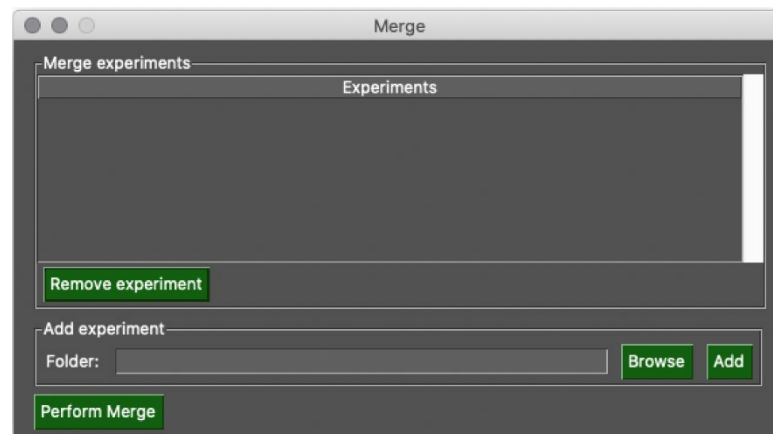 Merge
Merge experiments
Experiments
Remove experiment
Add experiment
Folder: Browse Add
Perform Merge